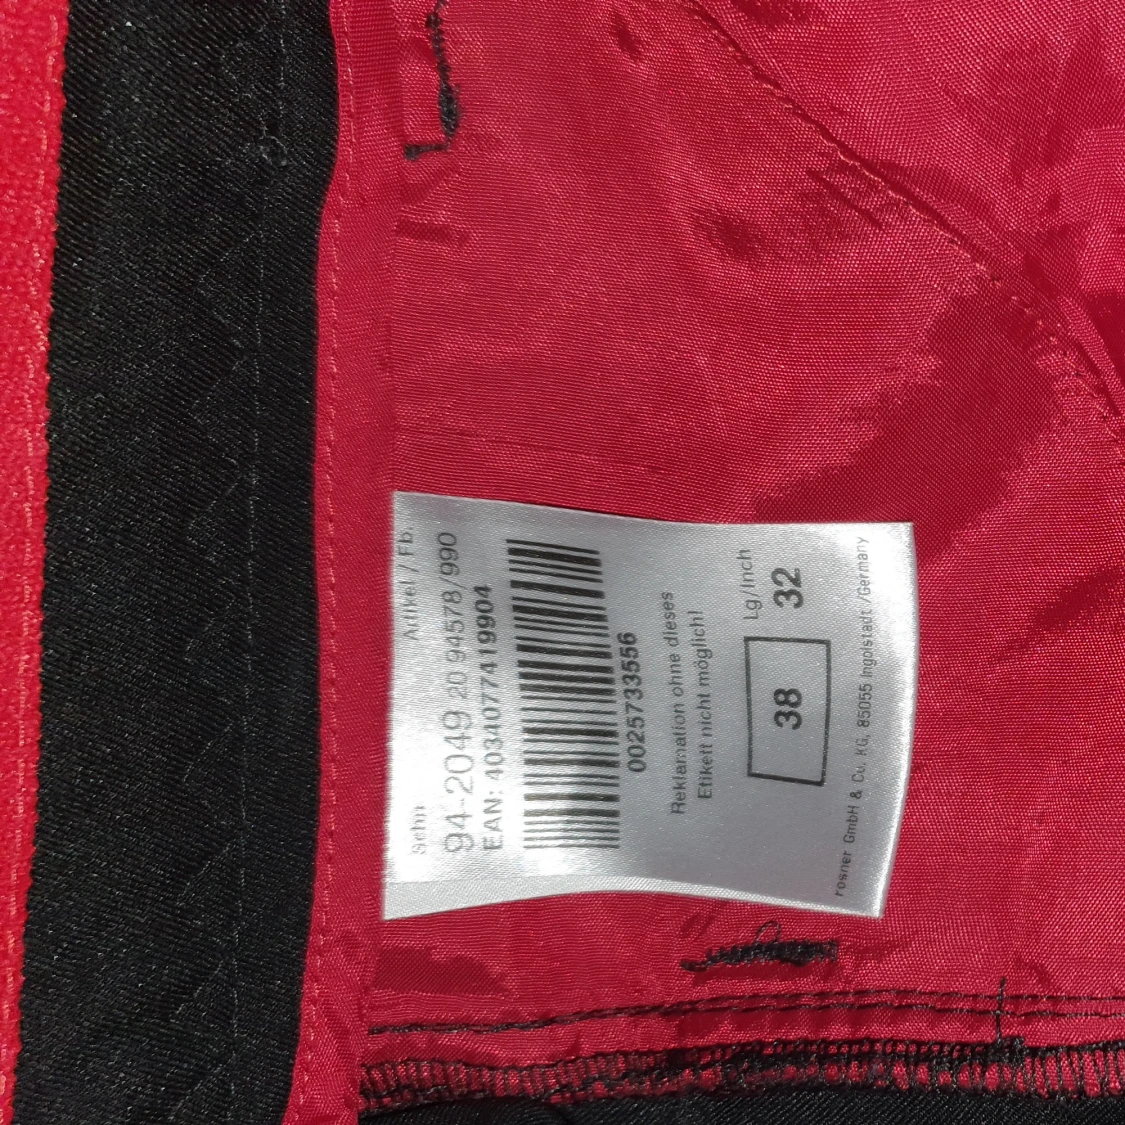 Schn Artikel / Fb.
94-2049 20 94578/990
EAN: 4034077419904
0025733556
Reklamation ohne dieses
Etikett nicht möglich!
Lg/Inch
38 32
rosner GmbH & Co. KG, 85055 Ingolstadt /Germany